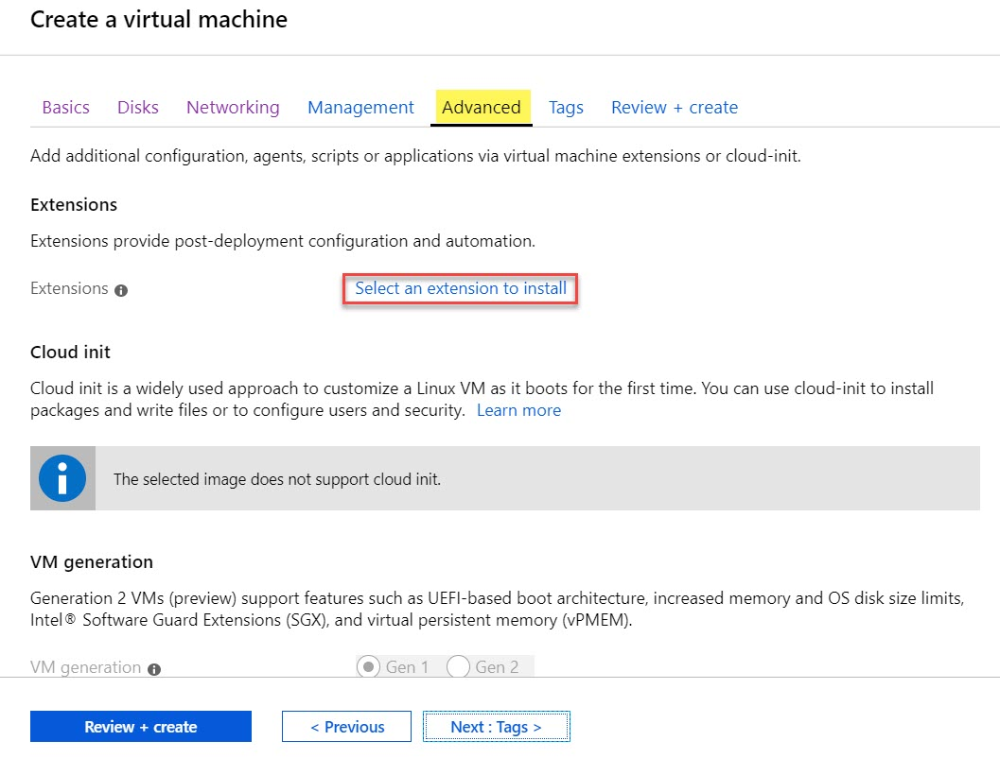 Create a virtual machine
Basics Disks Networking Management Advanced Tags Review + create
Add additional configuration, agents, scripts or applications via virtual machine extensions or cloud-init.
Extensions
Extensions provide post-deployment configuration and automation.
Extensions Select an extension to install
Cloud init
Cloud init is a widely used approach to customize a Linux VM as it boots for the first time. You can use cloud-init to install
packages and write files or to configure users and security. Learn more
The selected image does not support cloud init.
VM generation
Generation 2 VMs (preview) support features such as UEFI-based boot architecture, increased memory and OS disk size limits,
Intel® Software Guard Extensions (SGX), and virtual persistent memory (vPMEM).
VM generation Gen 1 Gen 2
Review + create < Previous Next : Tags >